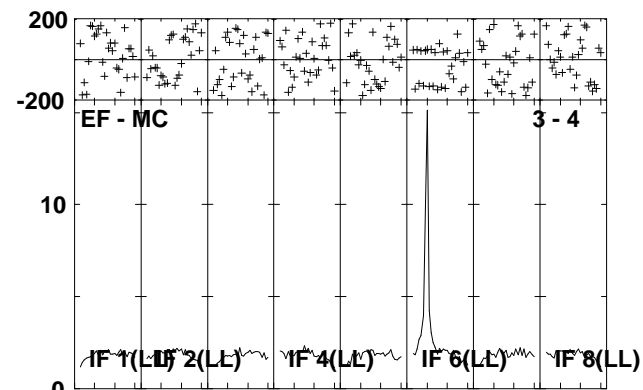 200
-200
EF - MC 3 - 4
10
IF 1(LL) IF 2(LL) IF 4(LL) IF 6(LL) IF 8(LL)
0